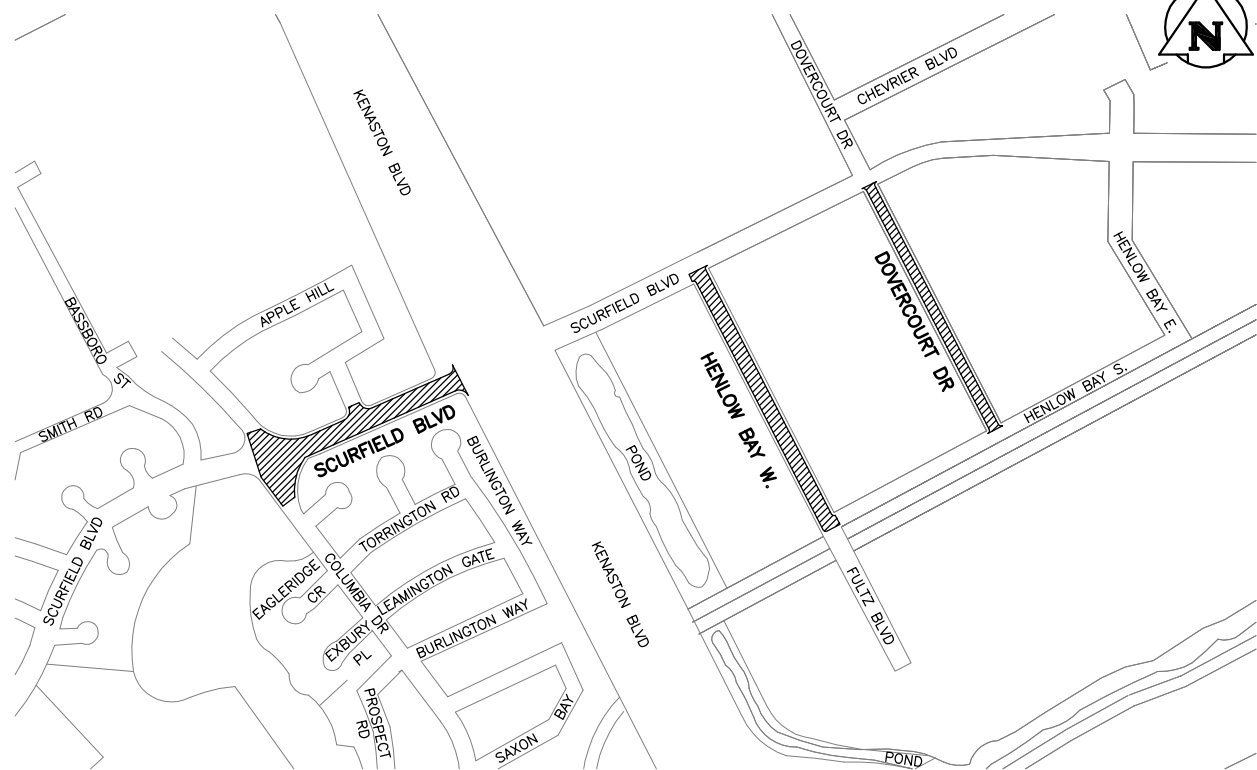 N
DOVERCOURT DR
CHEVRIER BLVD
KENASTON BLVD
HENLOW BAY E.
SCURFIELD BLVD
APPLE HILL
BASSBORO ST
DOVERCOURT DR
HENLOW BAY W.
HENLOW BAY S.
SMITH RD
SCURFIELD BLVD
BURLINGTON WAY
POND
TORRINGTON RD
SCURFIELD BLVD
COLUMBIA DR
LEAMINGTON GATE
EAGLERIDGE
CR
KENASTON BLVD
FULTZ BLVD
BURLINGTON WAY
EXBURY
PL
PROSPECT
RD
SAXON BAY
POND